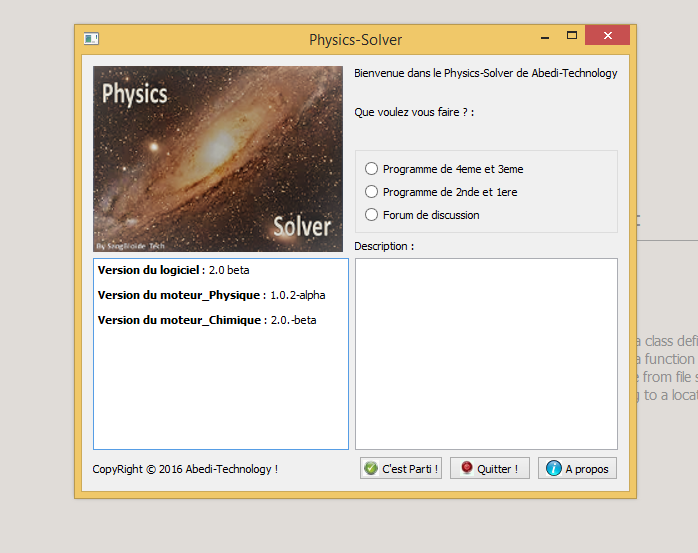 Physics-Solver
Physics
Solver
Bienvenue dans le Physics-Solver de Abedi-Technology
Que voulez vous faire ? :
Programme de 4eme et 3eme
Programme de 2nde et 1ere
Forum de discussion
Description :
Version du logiciel : 2.0 beta
Version du moteur_Physique : 1.0.2-alpha
Version du moteur_Chimique : 2.0.-beta
CopyRight © 2016 Abedi-Technology !
C'est Parti !
Quitter !
A propos
a class defi
a function
from file s
to a locat